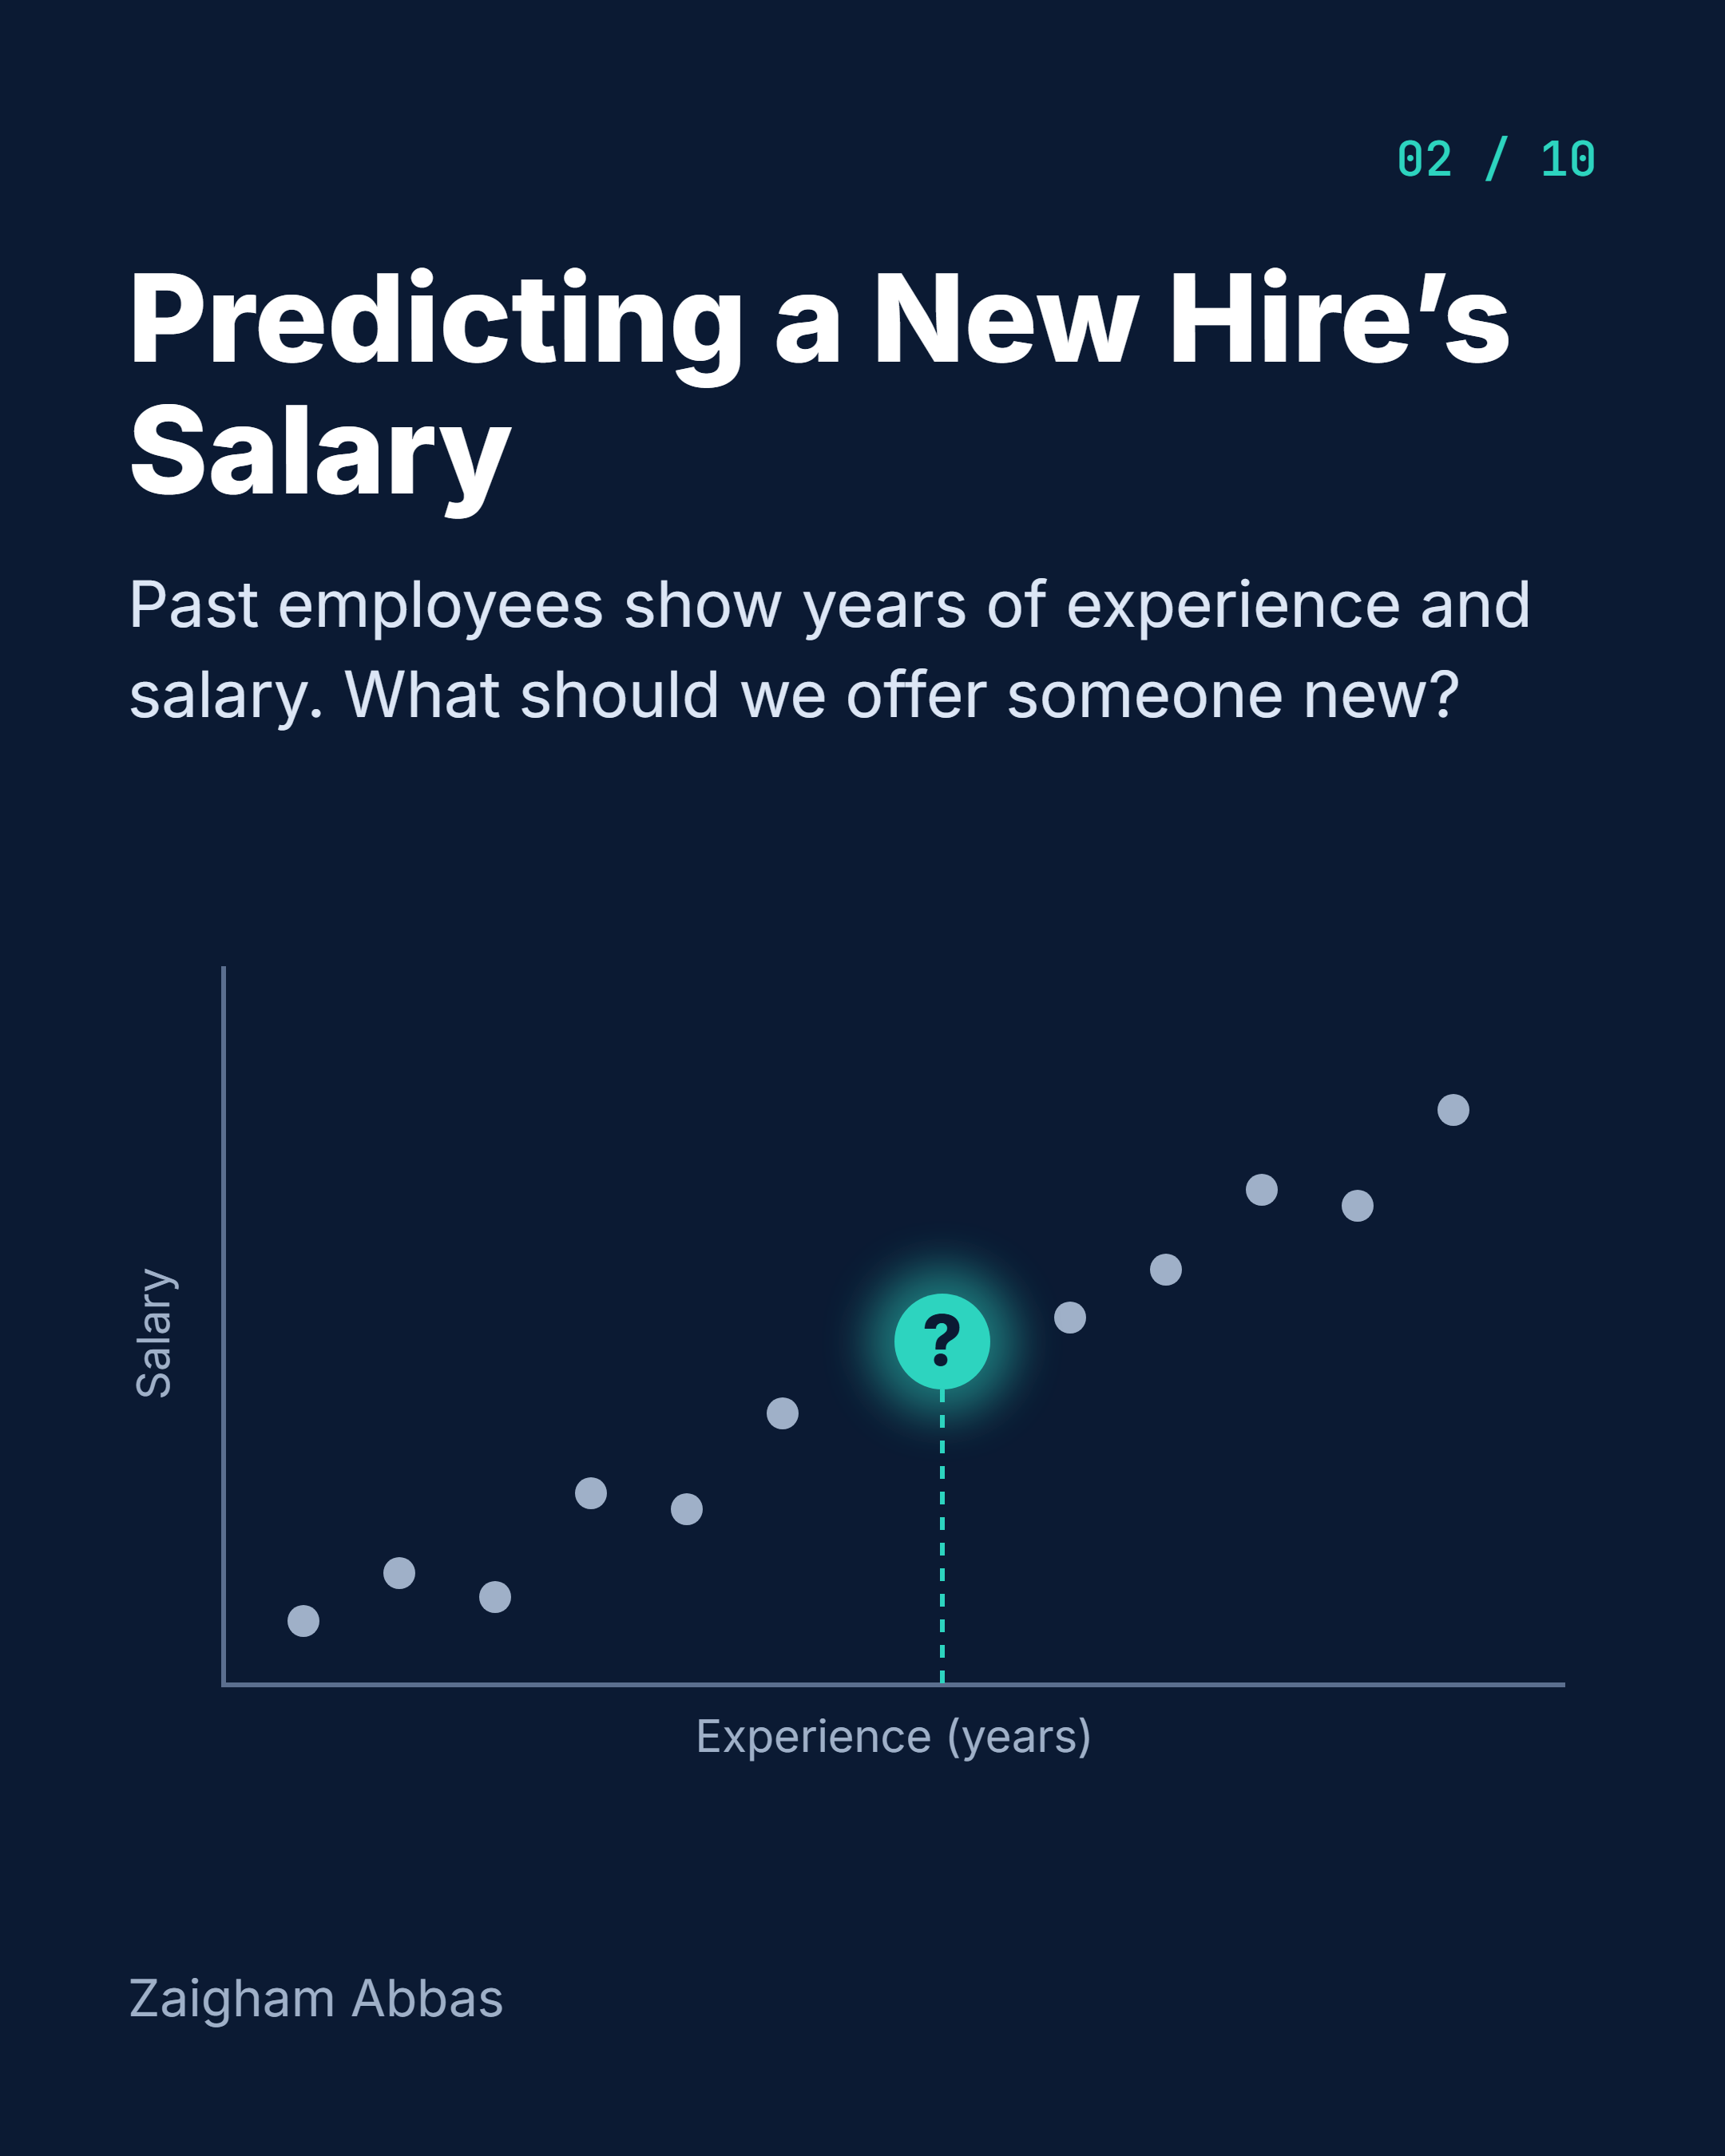 02 / 10
Predicting a New Hire’s
Salary
Past employees show years of experience and
salary. What should we offer someone new?
Salary
?
Experience (years)
Zaigham Abbas